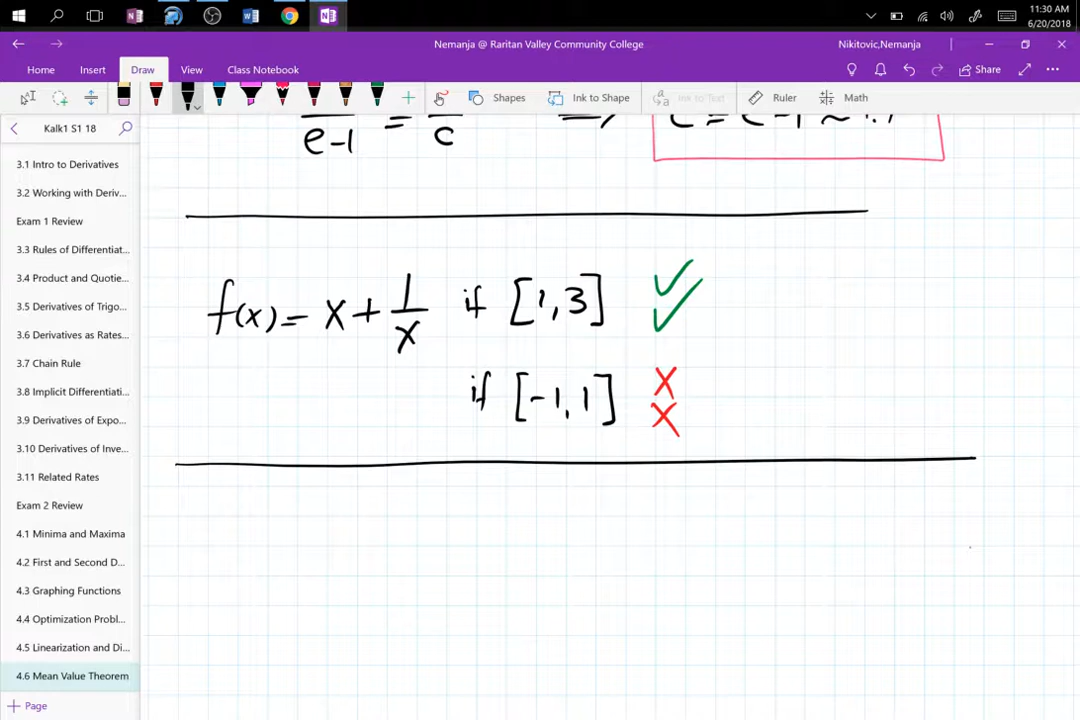 11:30 AM
6/20/2018
Nemanja @ Raritan Valley Community College
Nikitovic,Nemanja
Home Insert Draw View Class Notebook
Share
Shapes Ink to Shape Ink to Text Ruler Math
Kalk1 S1 18
3.1 Intro to Derivatives
3.2 Working with Deriv...
Exam 1 Review
3.3 Rules of Differentiat...
3.4 Product and Quotie...
3.5 Derivatives of Trigo...
3.6 Derivates as Rates...
3.7 Chain Rule
3.8 Implicit Differentiati...
3.9 Derivatives of Expo...
3.10 Derivatives of Inve...
3.11 Related Rates
Exam 2 Review
4.1 Minima and Maxima
4.2 First and Second D...
4.3 Graphing Functions
4.4 Optimization Probl...
4.5 Linearization and Di...
4.6 Mean Value Theorem
+ Page
e-1 = c ⟹
f(x) = x + 1/x if [1,3] ✓✓
if [-1,1] X X